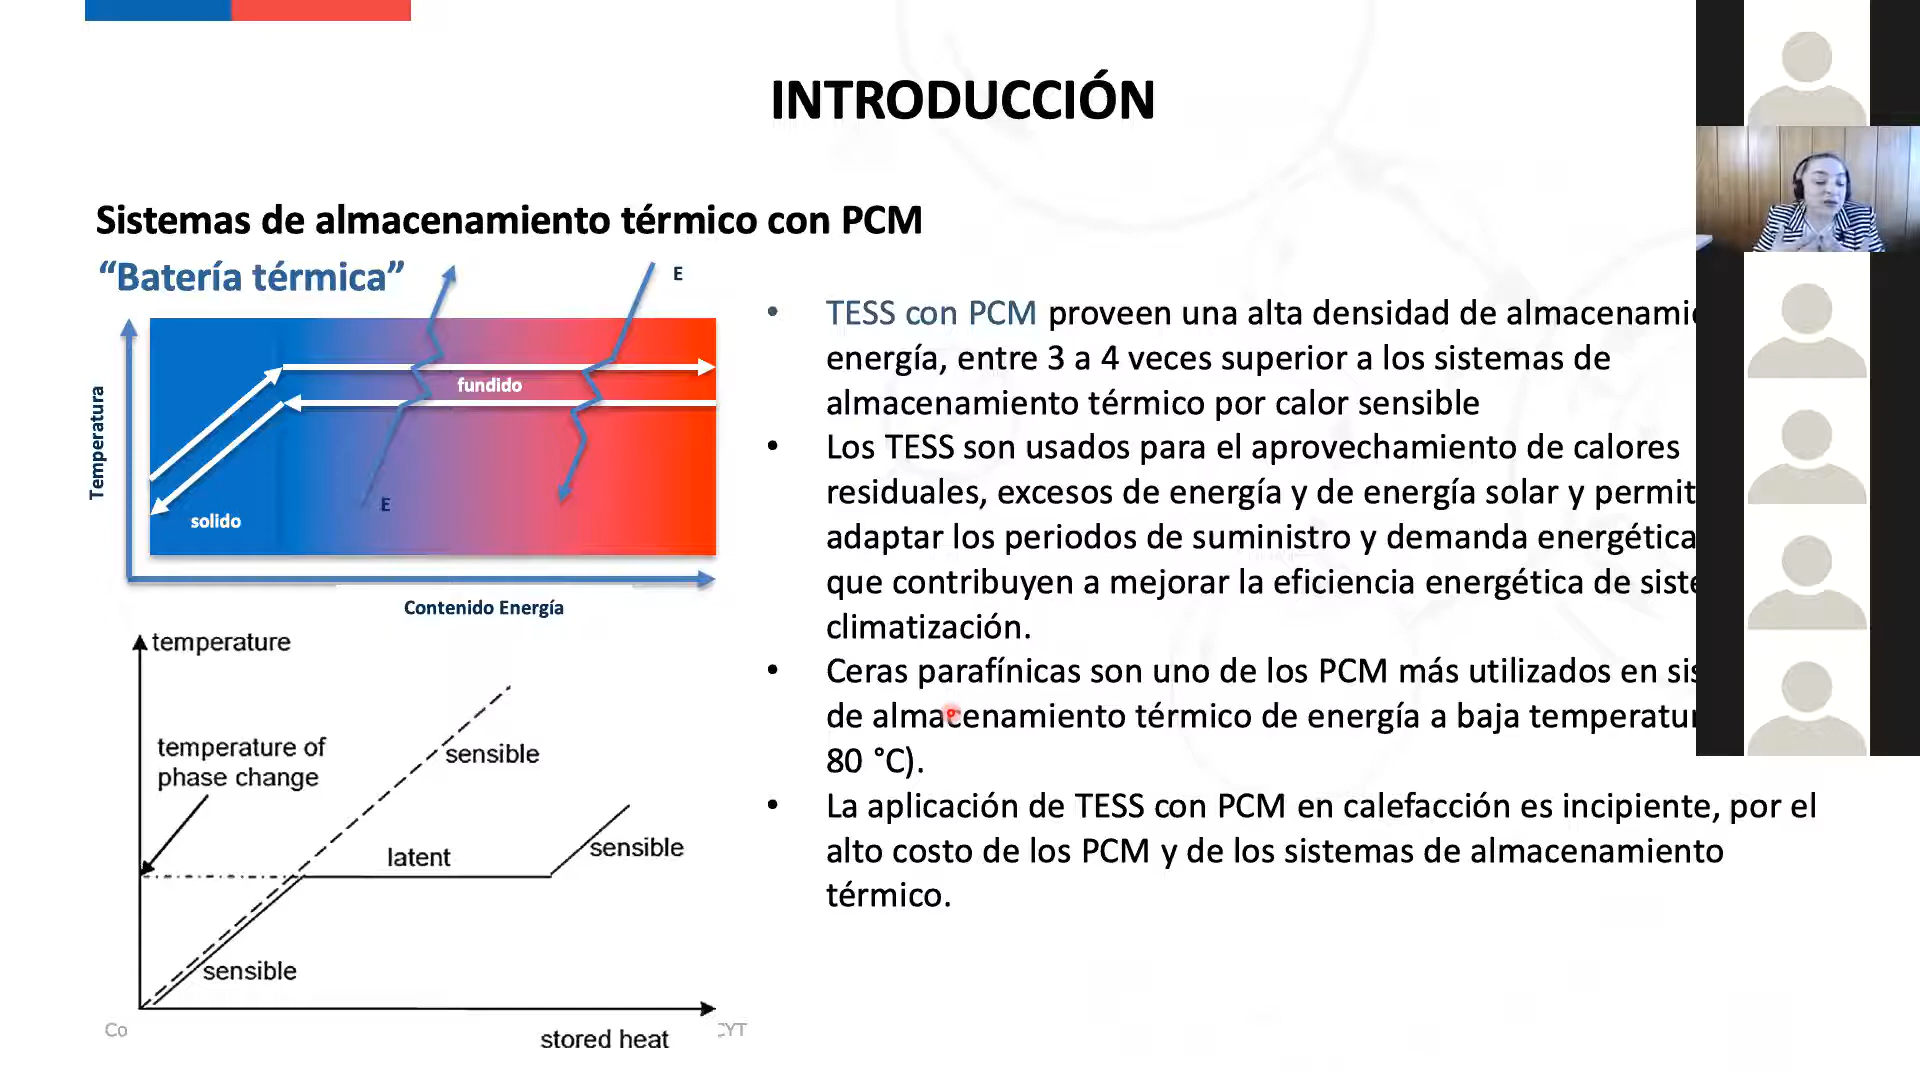 INTRODUCCIÓN
Sistemas de almacenamiento térmico con PCM
“Batería térmica”
E
Temperatura
fundido
E
solido
Contenido Energía
temperature
temperature of
phase change
sensible
latent
sensible
sensible
stored heat
• TESS con PCM proveen una alta densidad de
energía, entre 3 a 4 veces superior a los sistemas de
almacenamiento térmico por calor sensible
• Los TESS son usados para el aprovechamiento de calores
residuales, excesos de energía y de energía solar y
adaptar los periodos de suministro y demanda energética
que contribuyen a mejorar la eficiencia energética de
climatización.
• Ceras parafínicas son uno de los PCM más utilizados en
de almacenamiento térmico de energía a baja
80 °C).
• La aplicación de TESS con PCM en calefacción es incipiente, por el
alto costo de los PCM y de los sistemas de almacenamiento
térmico.